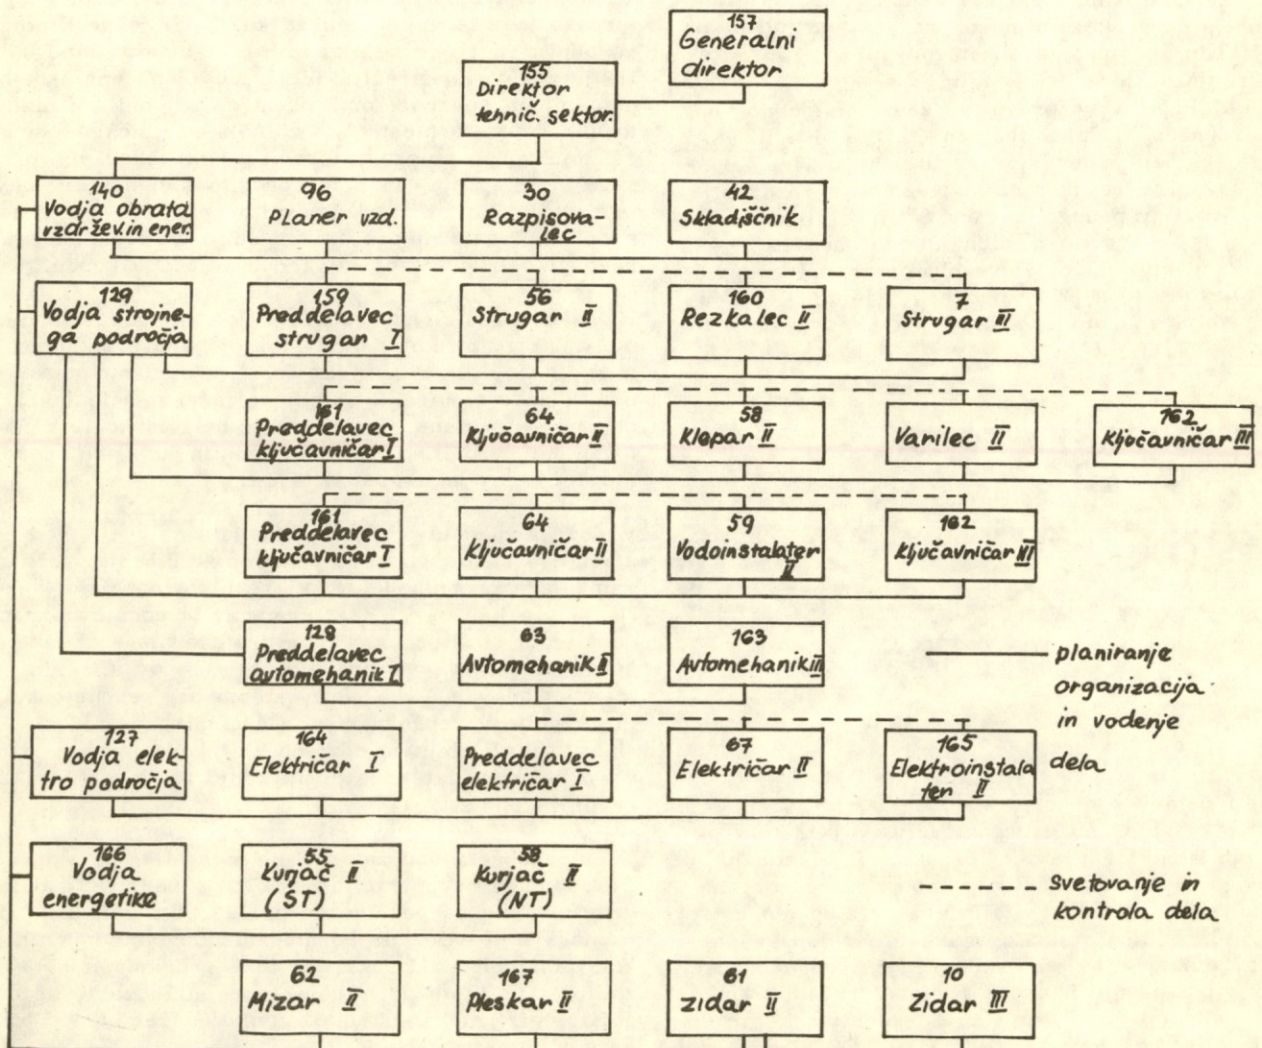 157
Generalni
direktor
155
Direktor
tehnič. sektor.
140
Vodja obrata
vzdržev. in ener.
96
Planer vzd.
30
Razpisova-
lec
42
Skladiščnik
129
Vodja strojne-
ga področja
159
Preddelavec
strugar I
56
Strugar II
160
Rezkalec II
7
Strugar III
161
Preddelavec
ključavničar I
64
Ključavničar II
58
Klepar II
Varilec II
162
Ključavničar III
161
Preddelavec
ključavničar I
64
Ključavničar II
59
Vodoinstalater
II
162
Ključavničar III
128
Preddelavec
avtomehanik I
63
Avtomehanik II
163
Avtomehanik III
planiranje
organizacija
in vodenje
dela
127
Vodja elek-
tro področja
164
Električar I
Preddelavec
električar I
67
Električar II
165
Elektroinstala
ter II
166
Vodja
energetike
55
Kurjač II
(ST)
58
Kurjač II
(NT)
svetovanje in
kontrola dela
62
Mizar II
167
Pleskar II
61
Zidar II
10
Zidar III